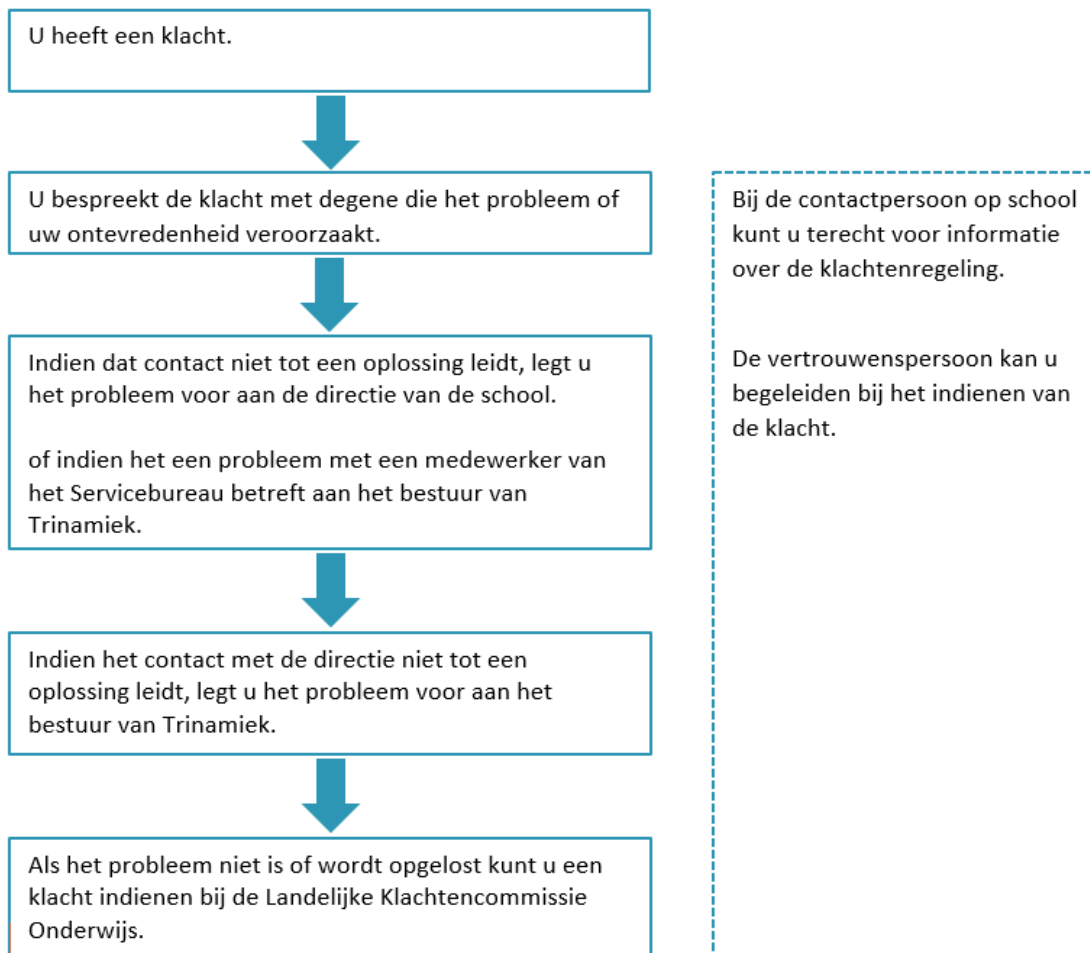 U heeft een klacht.
U bespreekt de klacht met degene die het probleem of
uw ontevredenheid veroorzaakt.
Indien dat contact niet tot een oplossing leidt, legt u
het probleem voor aan de directie van de school.
of indien het een probleem met een medewerker van
het Servicebureau betreft aan het bestuur van
Trinamiek.
Indien het contact met de directie niet tot een
oplossing leidt, legt u het probleem voor aan het
bestuur van Trinamiek.
Als het probleem niet is of wordt opgelost kunt u een
klacht indienen bij de Landelijke Klachtencommissie
Onderwijs.
Bij de contactpersoon op school
kunt u terecht voor informatie
over de klachtenregeling.
De vertrouwenspersoon kan u
begeleiden bij het indienen van
de klacht.